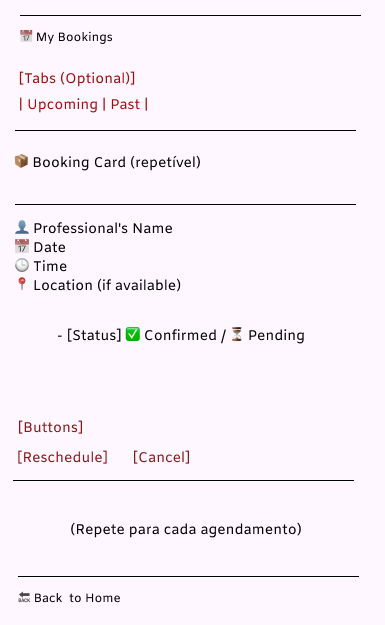 📅 My Bookings
[Tabs (Optional)]
| Upcoming | Past |
📦 Booking Card (repetível)
👤 Professional's Name
📅 Date
🕒 Time
📍 Location (if available)
- [Status] ✅ Confirmed / ⏳ Pending
[Buttons]
[Reschedule] [Cancel]
(Repete para cada agendamento)
🔙 Back to Home